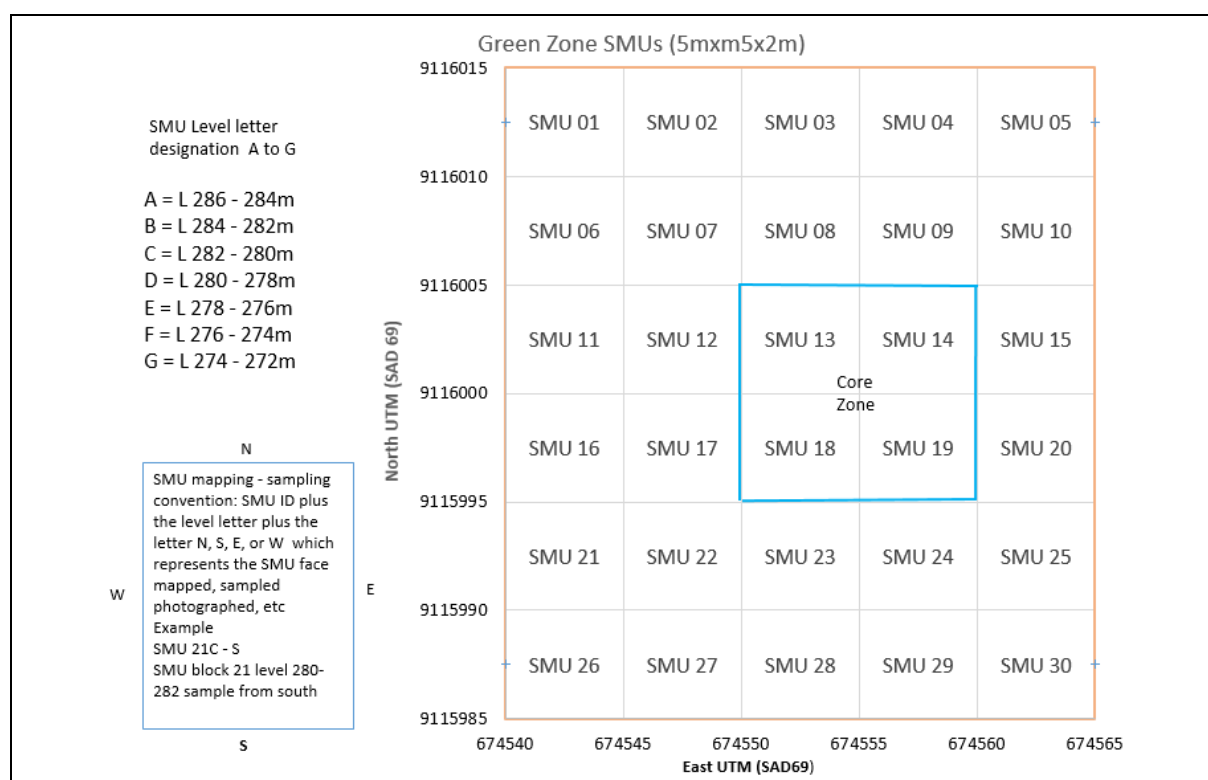 Green Zone SMUs (5mxm5x2m)
SMU Level letter
designation A to G
A = L 286 - 284m
B = L 284 - 282m
C = L 282 - 280m
D = L 280 - 278m
E = L 278 - 276m
F = L 276 - 274m
G = L 274 - 272m
N
W
E
S
SMU mapping - sampling
convention: SMU ID plus
the level letter plus the
letter N, S, E, or W which
represents the SMU face
mapped, sampled
photographed, etc
Example
SMU 21C - S
SMU block 21 level 280-
282 sample from south
North UTM (SAD 69)
9116015
9116010
9116005
9116000
9115995
9115990
9115985
SMU 01 SMU 02 SMU 03 SMU 04 SMU 05
SMU 06 SMU 07 SMU 08 SMU 09 SMU 10
SMU 11 SMU 12 SMU 13 SMU 14 SMU 15
Core
Zone
SMU 16 SMU 17 SMU 18 SMU 19 SMU 20
SMU 21 SMU 22 SMU 23 SMU 24 SMU 25
SMU 26 SMU 27 SMU 28 SMU 29 SMU 30
674540 674545 674550 674555 674560 674565
East UTM (SAD69)